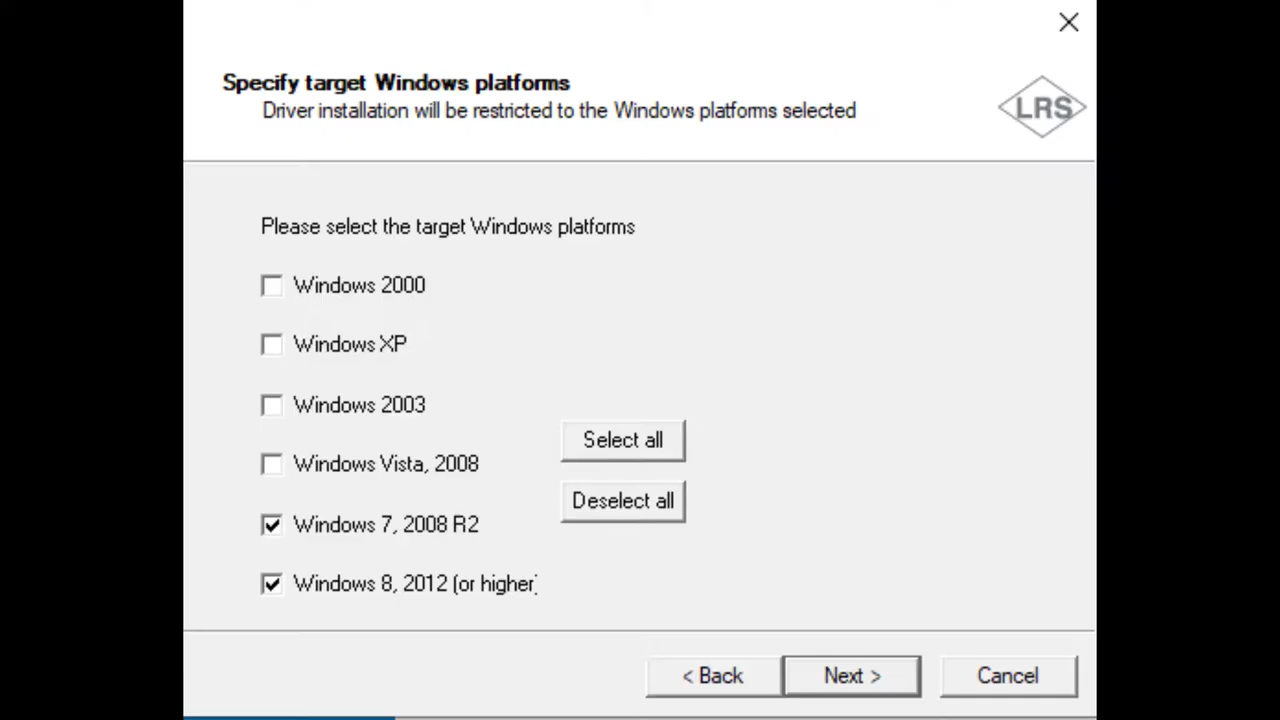 Specify target Windows platforms
Driver installation will be restricted to the Windows platforms selected
LRS
Please select the target Windows platforms
Windows 2000
Windows XP
Windows 2003
Windows Vista, 2008
Windows 7, 2008 R2
Windows 8, 2012 (or higher)
Select all
Deselect all
< Back
Next >
Cancel